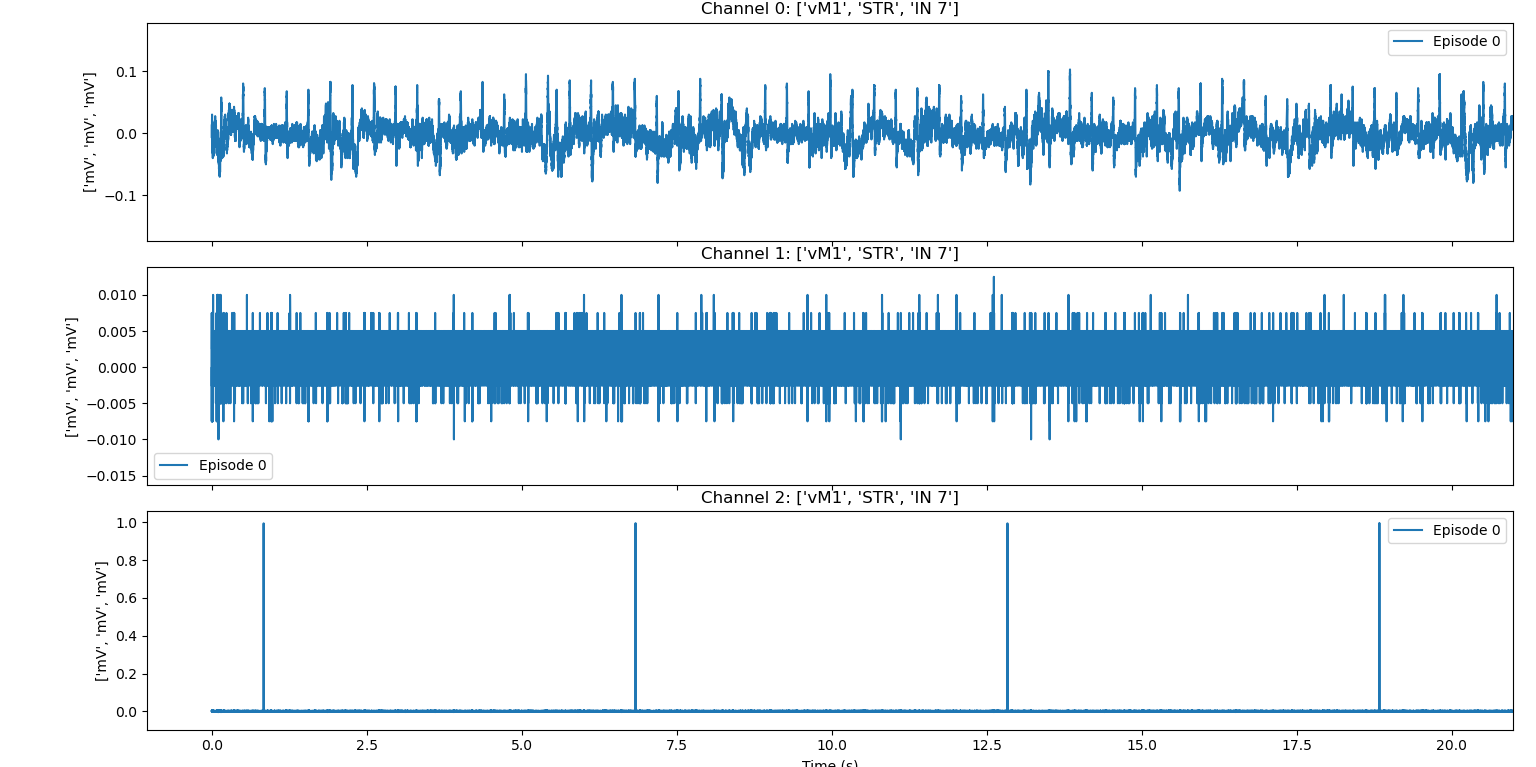 Channel 0: ['vM1', 'STR', 'IN 7']
Episode 0
0.1
0.0
−0.1
['mV', 'mV', 'mV']
Channel 1: ['vM1', 'STR', 'IN 7']
0.010
0.005
0.000
−0.005
−0.010
−0.015
['mV', 'mV', 'mV']
Episode 0
Channel 2: ['vM1', 'STR', 'IN 7']
Episode 0
1.0
0.8
0.6
0.4
0.2
0.0
['mV', 'mV', 'mV']
0.0 2.5 5.0 7.5 10.0 12.5 15.0 17.5 20.0
Time (s)